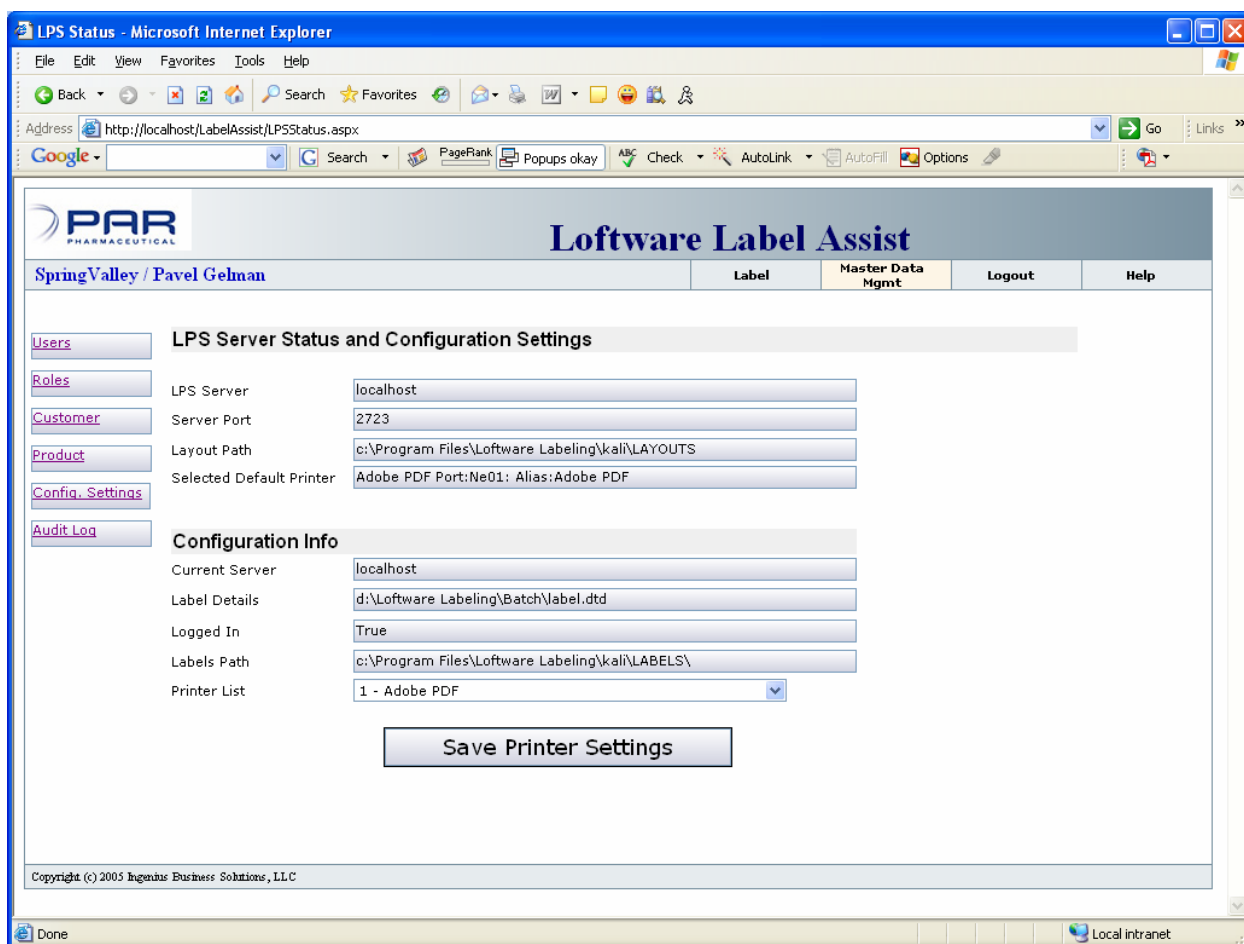 LPS Status - Microsoft Internet Explorer
File Edit View Favorites Tools Help
Back Search Favorites
Address http://localhost/LabelAssist/LPSStatus.aspx Go Links »
Google Search PageRank Popups okay ABC Check AutoLink AutoFill Options
PAR
PHARMACEUTICAL
Loftware Label Assist
SpringValley / Pavel Gelman Label Master Data Mgmt Logout Help
Users
Roles
Customer
Product
Config. Settings
Audit Log
LPS Server Status and Configuration Settings
LPS Server localhost
Server Port 2723
Layout Path c:\Program Files\Loftware Labeling\kali\LAYOUTS
Selected Default Printer Adobe PDF Port:Ne01: Alias:Adobe PDF
Configuration Info
Current Server localhost
Label Details d:\Loftware Labeling\Batch\label.dtd
Logged In True
Labels Path c:\Program Files\Loftware Labeling\kali\LABELS\
Printer List 1 - Adobe PDF
Save Printer Settings
Copyright (c) 2005 Ingenius Business Solutions, LLC
Done Local intranet